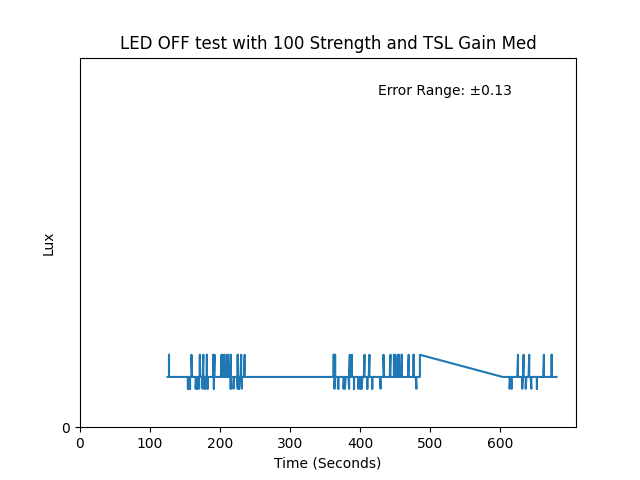 LED OFF test with 100 Strength and TSL Gain Med
Error Range: ±0.13
Lux
0
0 100 200 300 400 500 600
Time (Seconds)